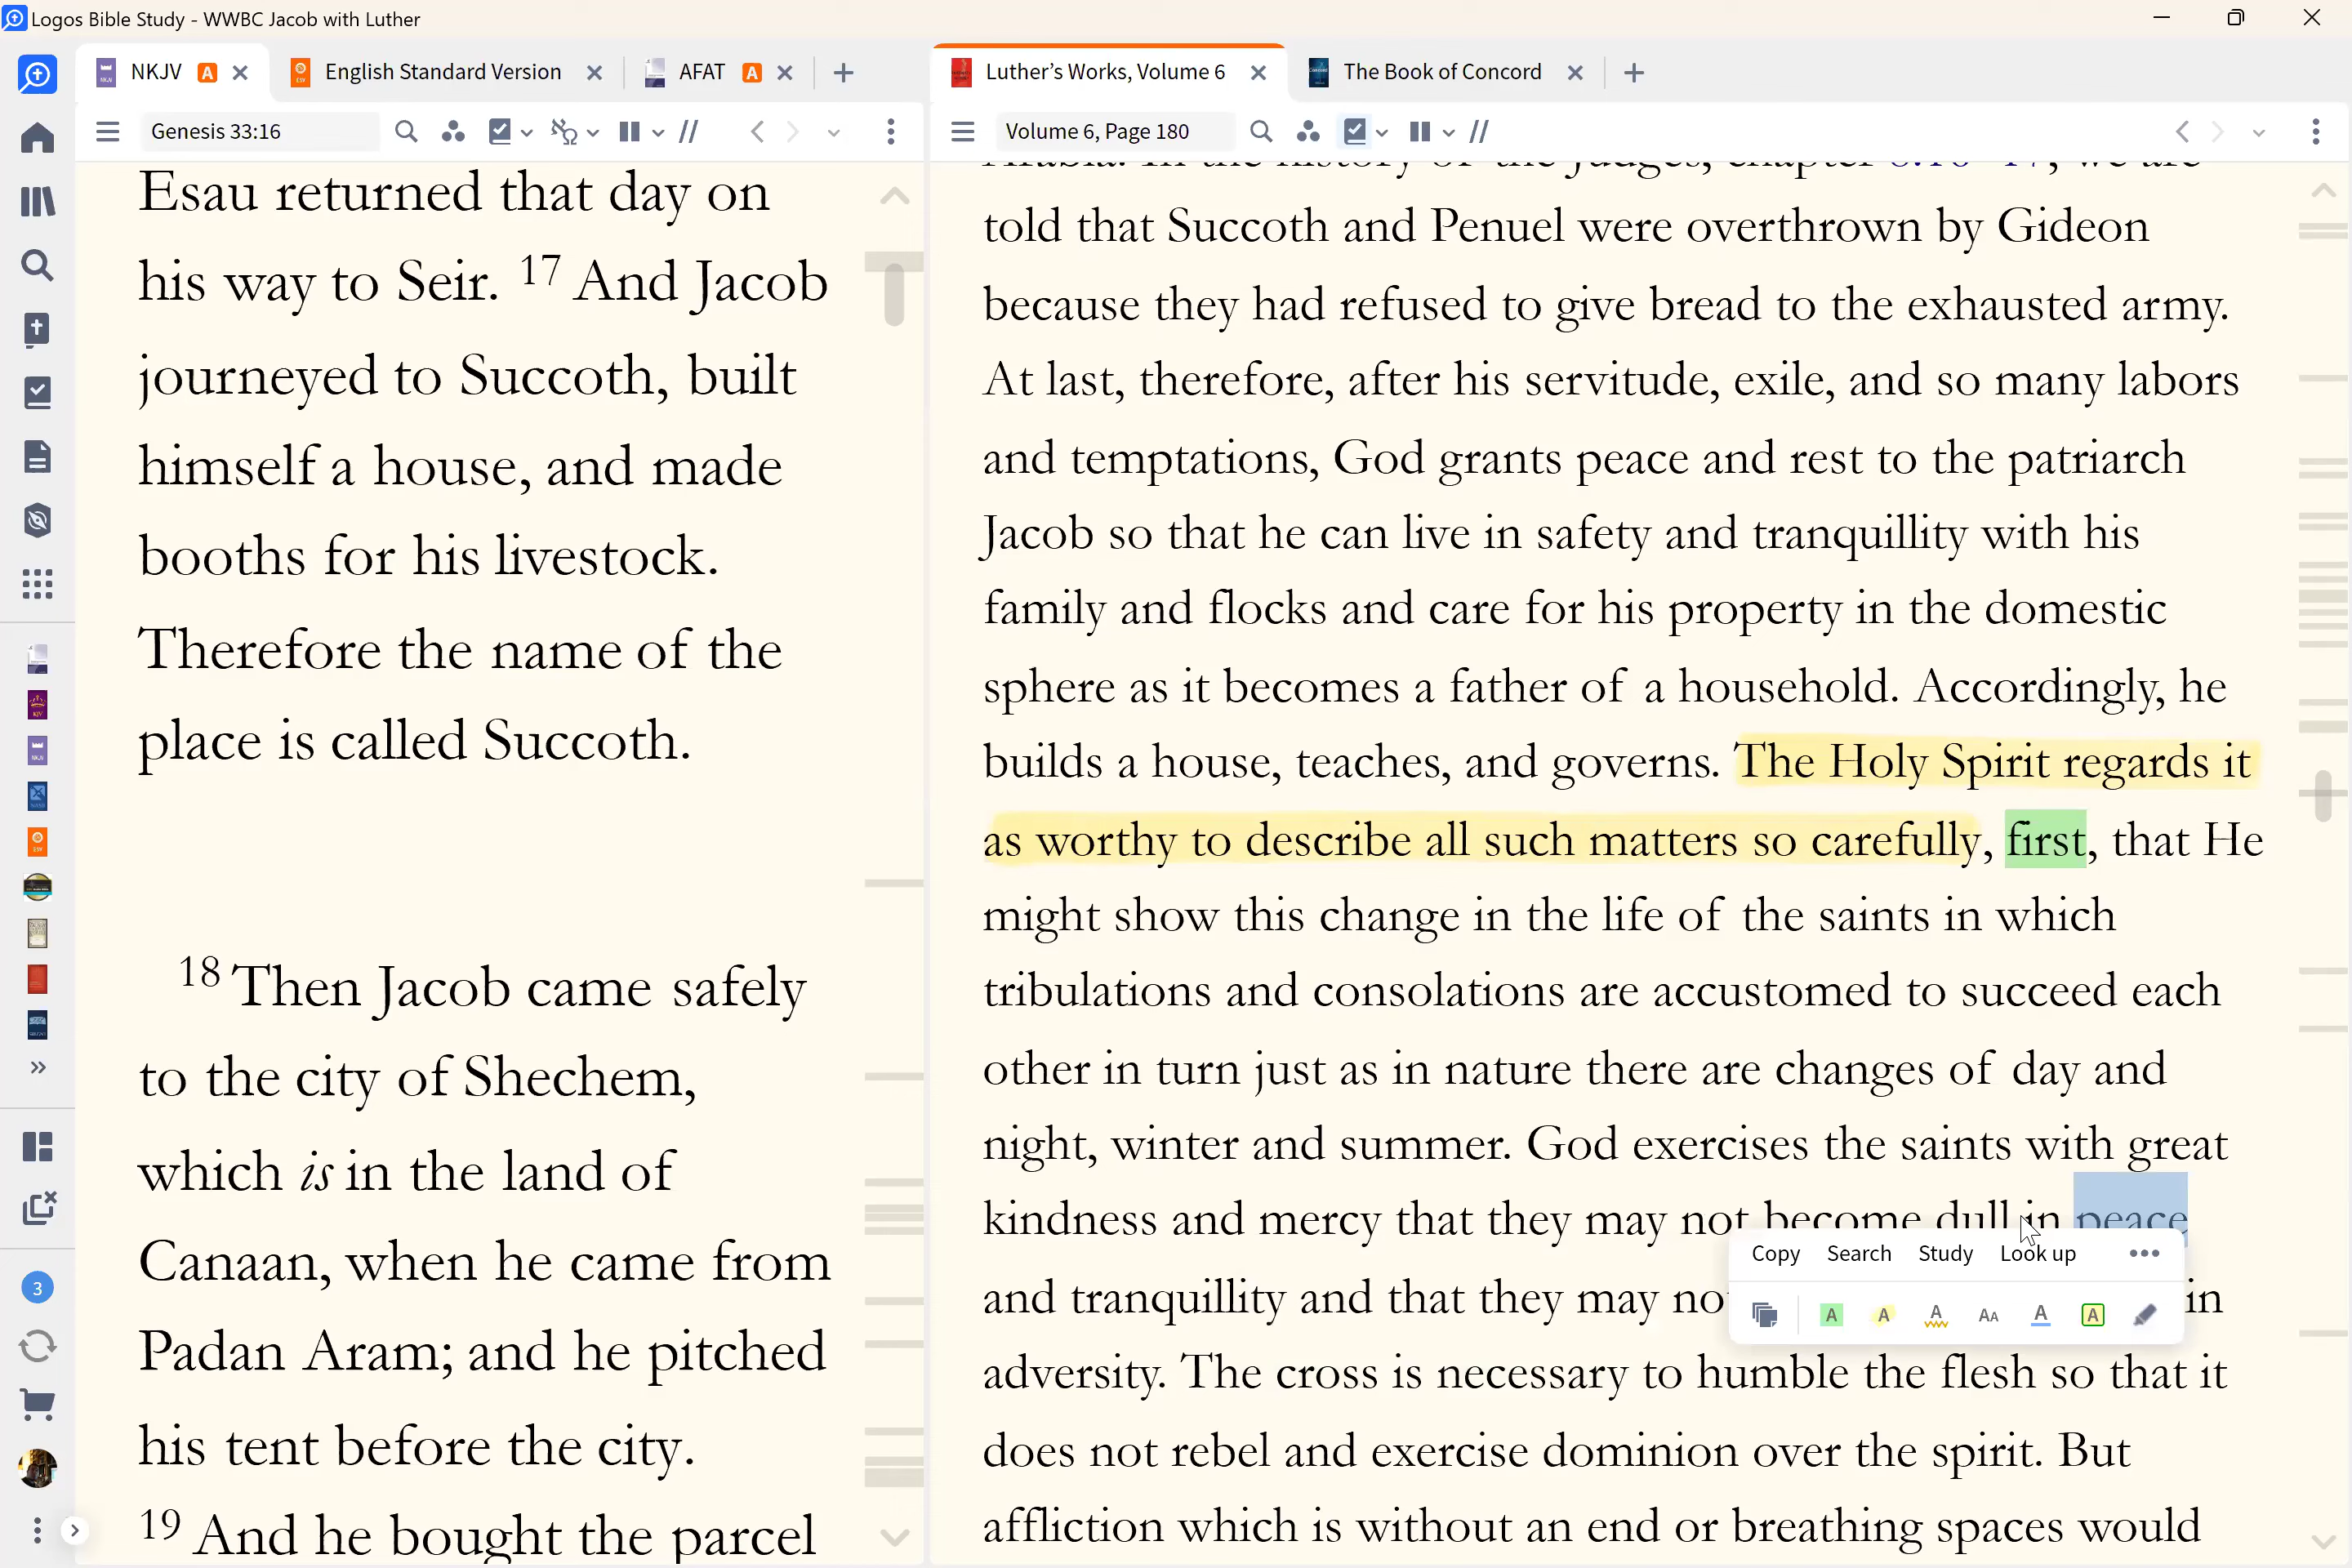 Logos Bible Study - WWBC Jacob with Luther
NKJV A
English Standard Version
AFAT A
Genesis 33:16
Esau returned that day on
his way to Seir. 17 And Jacob
journeyed to Succoth, built
himself a house, and made
booths for his livestock.
Therefore the name of the
place is called Succoth.
18 Then Jacob came safely
to the city of Shechem,
which is in the land of
Canaan, when he came from
Padan Aram; and he pitched
his tent before the city.
19 And he bought the parcel
Luther’s Works, Volume 6
The Book of Concord
Volume 6, Page 180
Arabia. In the history of the Judges, chapter we are
told that Succoth and Penuel were overthrown by Gideon
because they had refused to give bread to the exhausted army.
At last, therefore, after his servitude, exile, and so many labors
and temptations, God grants peace and rest to the patriarch
Jacob so that he can live in safety and tranquillity with his
family and flocks and care for his property in the domestic
sphere as it becomes a father of a household. Accordingly, he
builds a house, teaches, and governs. The Holy Spirit regards it
as worthy to describe all such matters so carefully, first, that He
might show this change in the life of the saints in which
tribulations and consolations are accustomed to succeed each
other in turn just as in nature there are changes of day and
night, winter and summer. God exercises the saints with great
kindness and mercy that they may not become dull in peace
and tranquillity and that they may no in
adversity. The cross is necessary to humble the flesh so that it
does not rebel and exercise dominion over the spirit. But
affliction which is without an end or breathing spaces would
Copy Search Study Look up
A A A AA A A
3